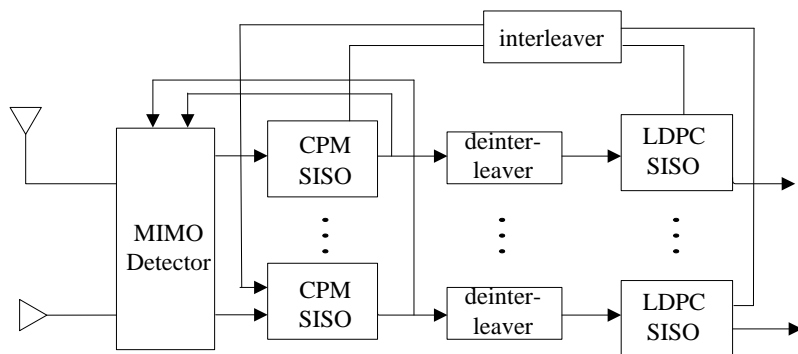 interleaver
CPM
SISO
deinter-
leaver
LDPC
SISO
MIMO
Detector
CPM
SISO
deinter-
leaver
LDPC
SISO